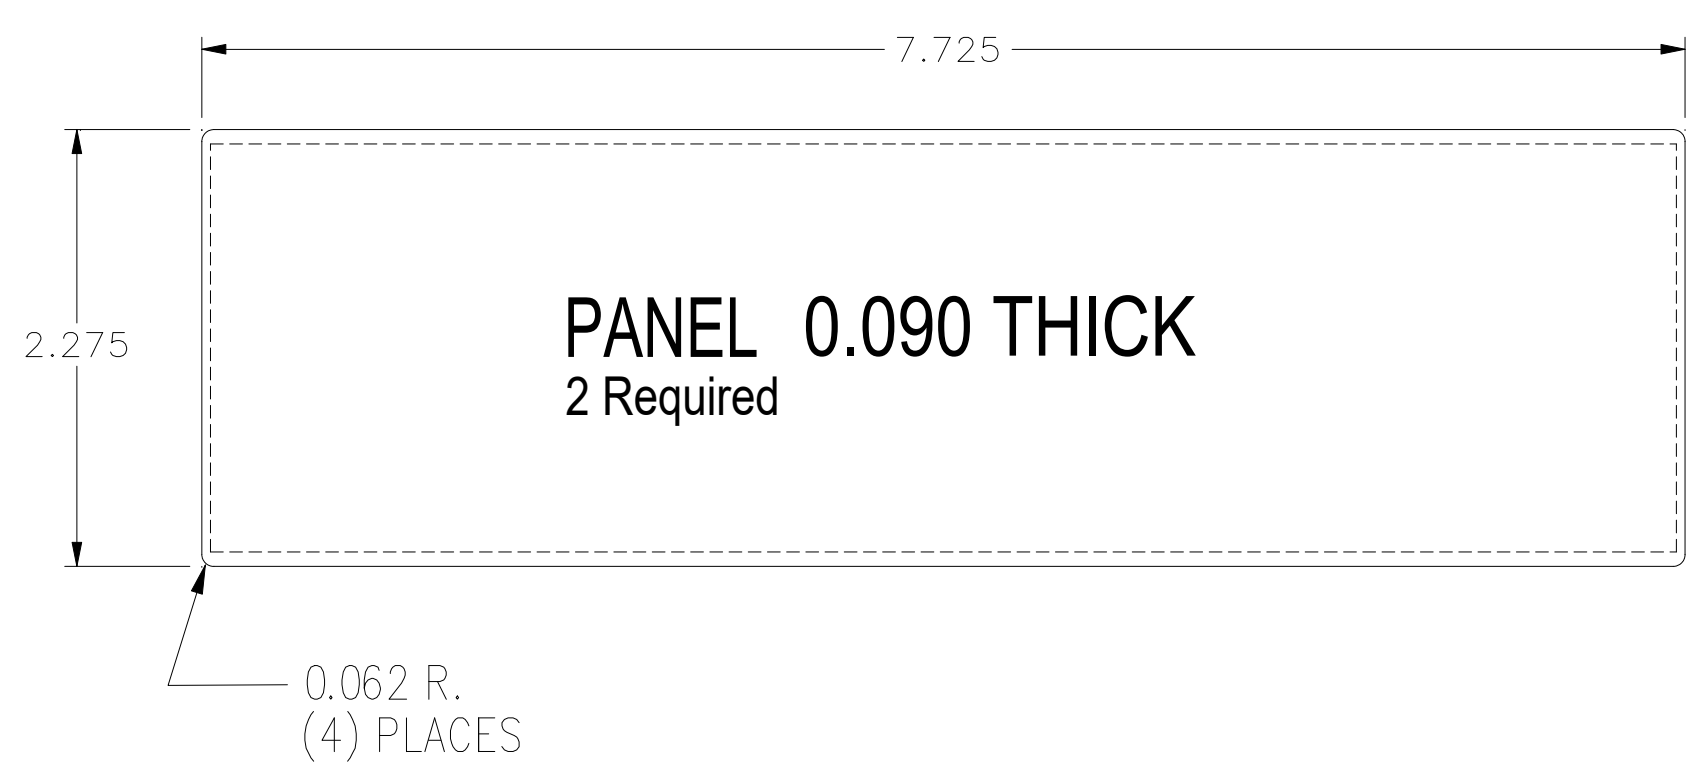 7.725
2.275
PANEL 0.090 THICK
2 Required
0.062 R.
(4) PLACES